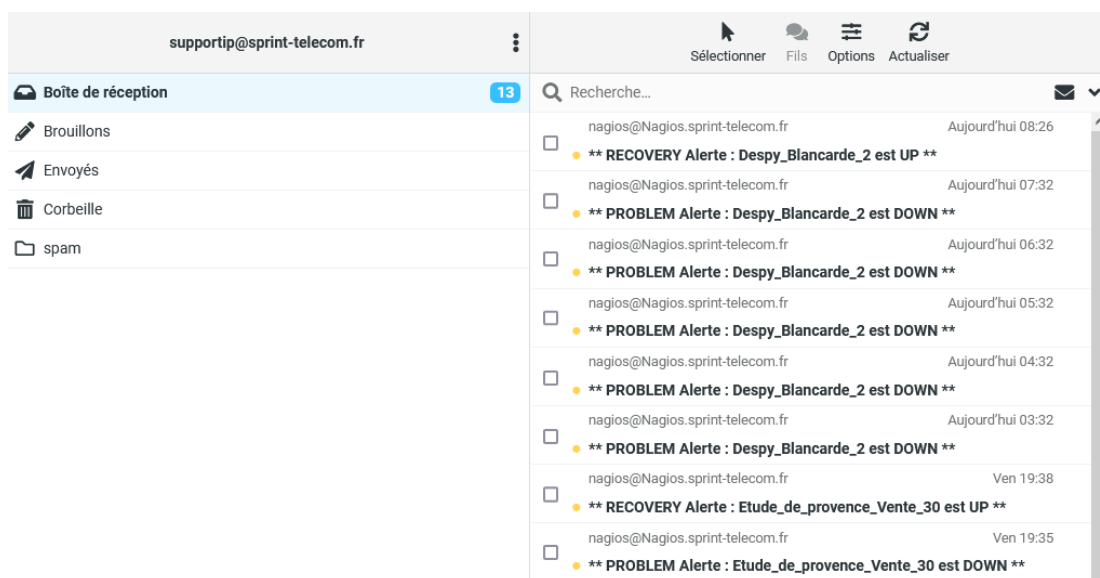 supportip@sprint-telecom.fr
Sélectionner Fils Options Actualiser
Boîte de réception 13
Brouillons
Envoyés
Corbeille
spam
Recherche...
nagios@Nagios.sprint-telecom.fr Aujourd'hui 08:26
** RECOVERY Alerte : Despy_Blancarde_2 est UP **
nagios@Nagios.sprint-telecom.fr Aujourd'hui 07:32
** PROBLEM Alerte : Despy_Blancarde_2 est DOWN **
nagios@Nagios.sprint-telecom.fr Aujourd'hui 06:32
** PROBLEM Alerte : Despy_Blancarde_2 est DOWN **
nagios@Nagios.sprint-telecom.fr Aujourd'hui 05:32
** PROBLEM Alerte : Despy_Blancarde_2 est DOWN **
nagios@Nagios.sprint-telecom.fr Aujourd'hui 04:32
** PROBLEM Alerte : Despy_Blancarde_2 est DOWN **
nagios@Nagios.sprint-telecom.fr Aujourd'hui 03:32
** PROBLEM Alerte : Despy_Blancarde_2 est DOWN **
nagios@Nagios.sprint-telecom.fr Ven 19:38
** RECOVERY Alerte : Etude_de_provence_Vente_30 est UP **
nagios@Nagios.sprint-telecom.fr Ven 19:35
** PROBLEM Alerte : Etude_de_provence_Vente_30 est DOWN **